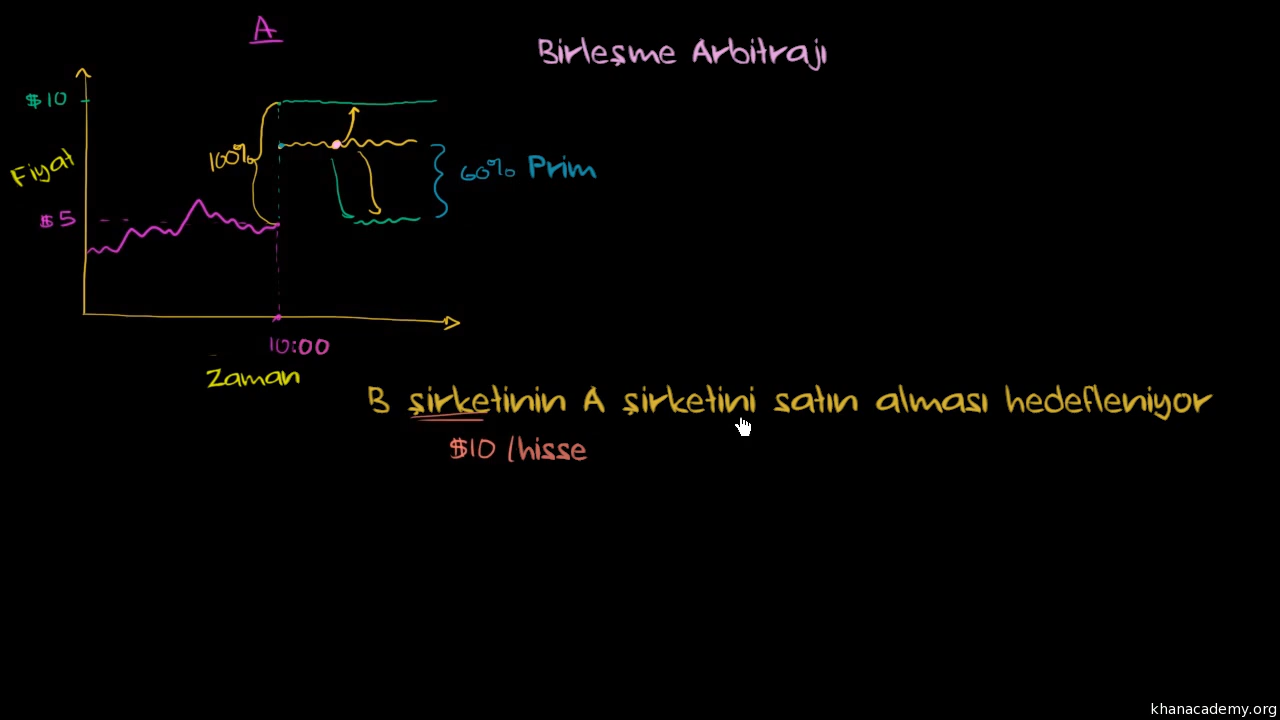 A
Birleşme Arbitrajı
$10
100%
Fiyat
60% Prim
$5
10:00
Zaman
B şirketinin A şirketini satın alması hedefleniyor
$10 /hisse
khanacademy.org